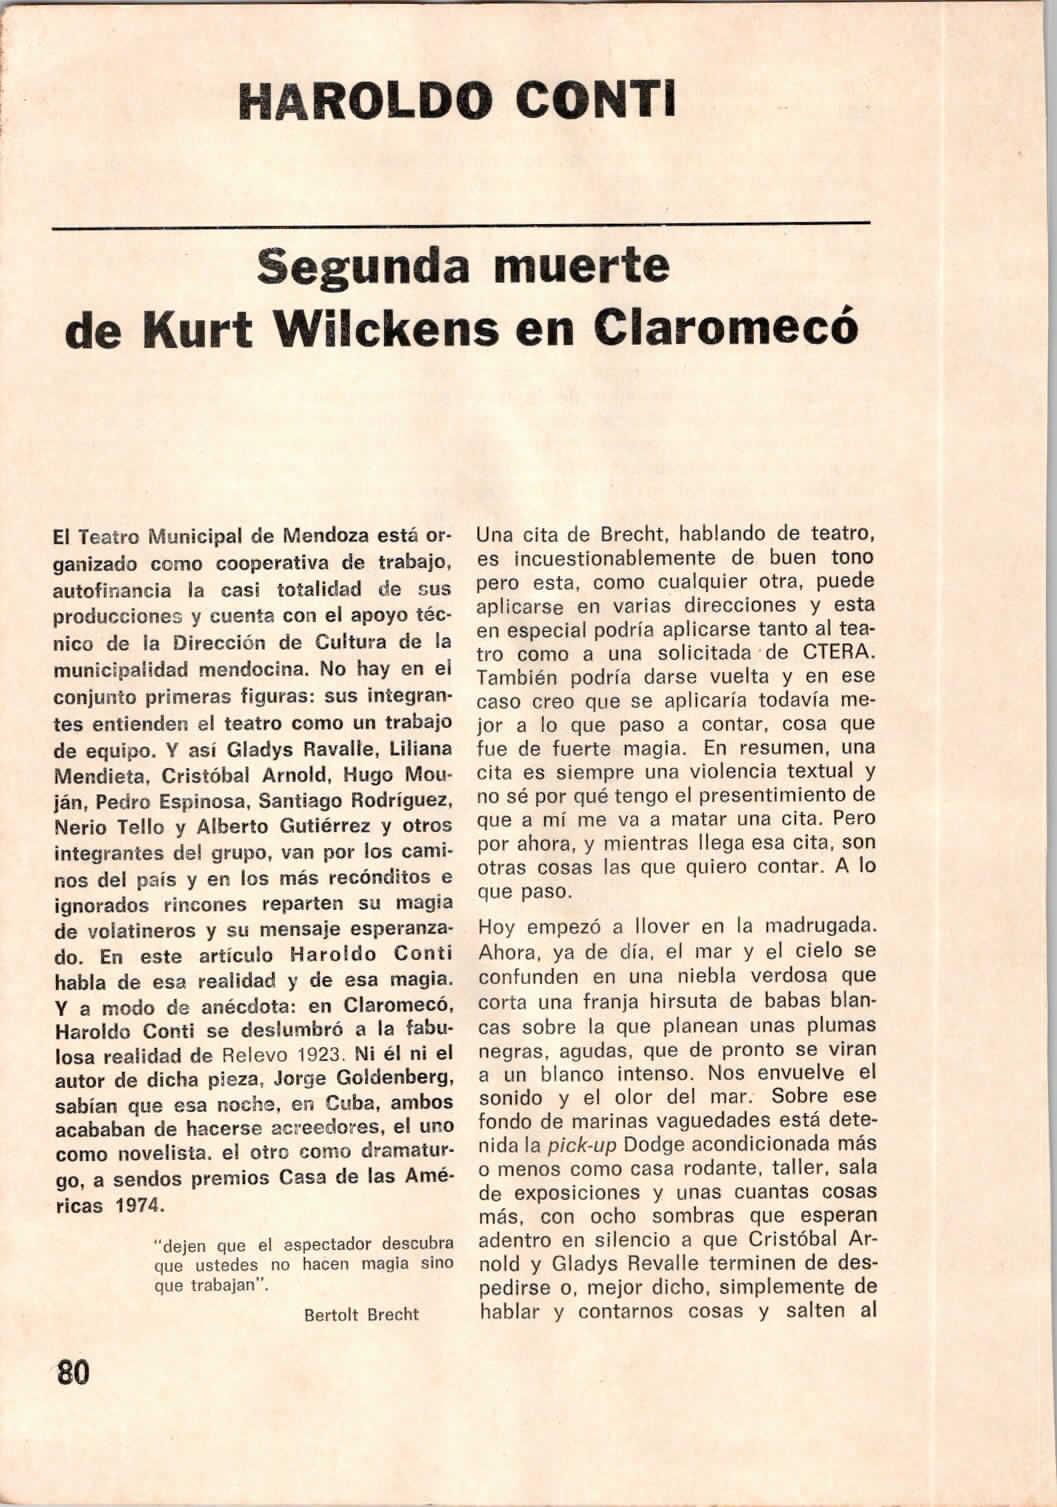 HAROLDO CONTI
Segunda muerte
de Kurt Wilckens en Claromecó
El Teatro Municipal de Mendoza está or-
ganizado como cooperativa de trabajo,
autofinancia la casi totalidad de sus
producciones y cuenta con el apoyo téc-
nico de la Dirección de Cultura de la
municipalidad mendocina. No hay en el
conjunto primeras figuras: sus integran-
tes entienden el teatro como un trabajo
de equipo. Y así Gladys Ravalle, Liliana
Mendieta, Cristóbal Arnold, Hugo Mou-
ján, Pedro Espinosa, Santiago Rodríguez,
Nerio Tello y Alberto Gutiérrez y otros
integrantes del grupo, van por los cami-
nos del país y en los más recónditos e
ignorados rincones reparten su magia
de volatineros y su mensaje esperanza-
do. En este artículo Haroldo Conti
habla de esa realidad y de esa magia.
Y a modo de anécdota: en Claromecó,
Haroldo Conti se deslumbró a la fabu-
losa realidad de Relevo 1923. Ni él ni el
autor de dicha pieza, Jorge Goldenberg,
sabían que esa noche, en Cuba, ambos
acababan de hacerse acreedores, el uno
como novelista. el otro como dramatur-
go, a sendos premios Casa de las Amé-
ricas 1974.
"dejen que el espectador descubra
que ustedes no hacen magia sino
que trabajan".
Bertolt Brecht
Una cita de Brecht, hablando de teatro,
es incuestionablemente de buen tono
pero esta, como cualquier otra, puede
aplicarse en varias direcciones y esta
en especial podría aplicarse tanto al tea-
tro como a una solicitada de CTERA.
También podría darse vuelta y en ese
caso creo que se aplicaría todavía me-
jor a lo que paso a contar, cosa que
fue de fuerte magia. En resumen, una
cita es siempre una violencia textual y
no sé por qué tengo el presentimiento de
que a mí me va a matar una cita. Pero
por ahora, y mientras llega esa cita, son
otras cosas las que quiero contar. A lo
que paso.
Hoy empezó a llover en la madrugada.
Ahora, ya de día, el mar y el cielo se
confunden en una niebla verdosa que
corta una franja hirsuta de babas blan-
cas sobre la que planean unas plumas
negras, agudas, que de pronto se viran
a un blanco intenso. Nos envuelve el
sonido y el olor del mar. Sobre ese
fondo de marinas vaguedades está dete-
nida la pick-up Dodge acondicionada más
o menos como casa rodante, taller, sala
de exposiciones y unas cuantas cosas
más, con ocho sombras que esperan
adentro en silencio a que Cristóbal Ar-
nold y Gladys Revalle terminen de des-
pedirse o, mejor dicho, simplemente de
hablar y contarnos cosas y salten al
80